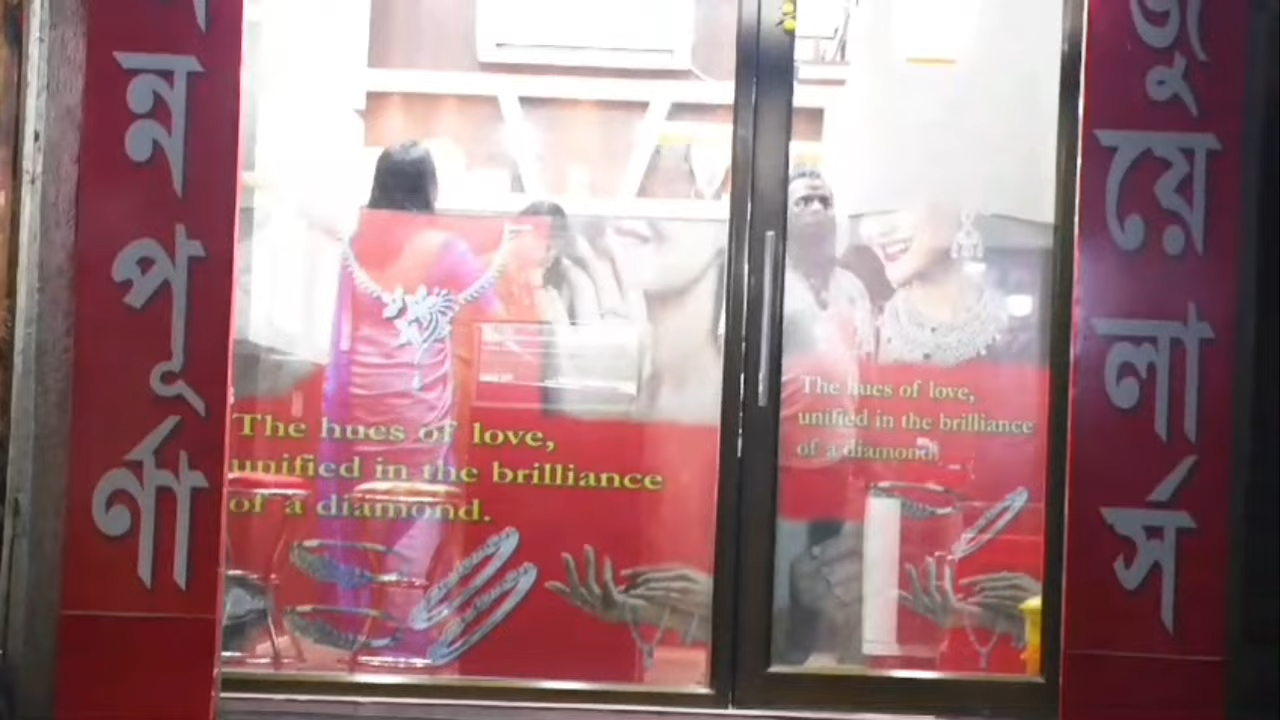 ন্নপূর্ণা
The hues of love,
unified in the brilliance
of a diamond.
The hues of love,
unified in the brilliance
of a diamond.
জুয়েলার্স